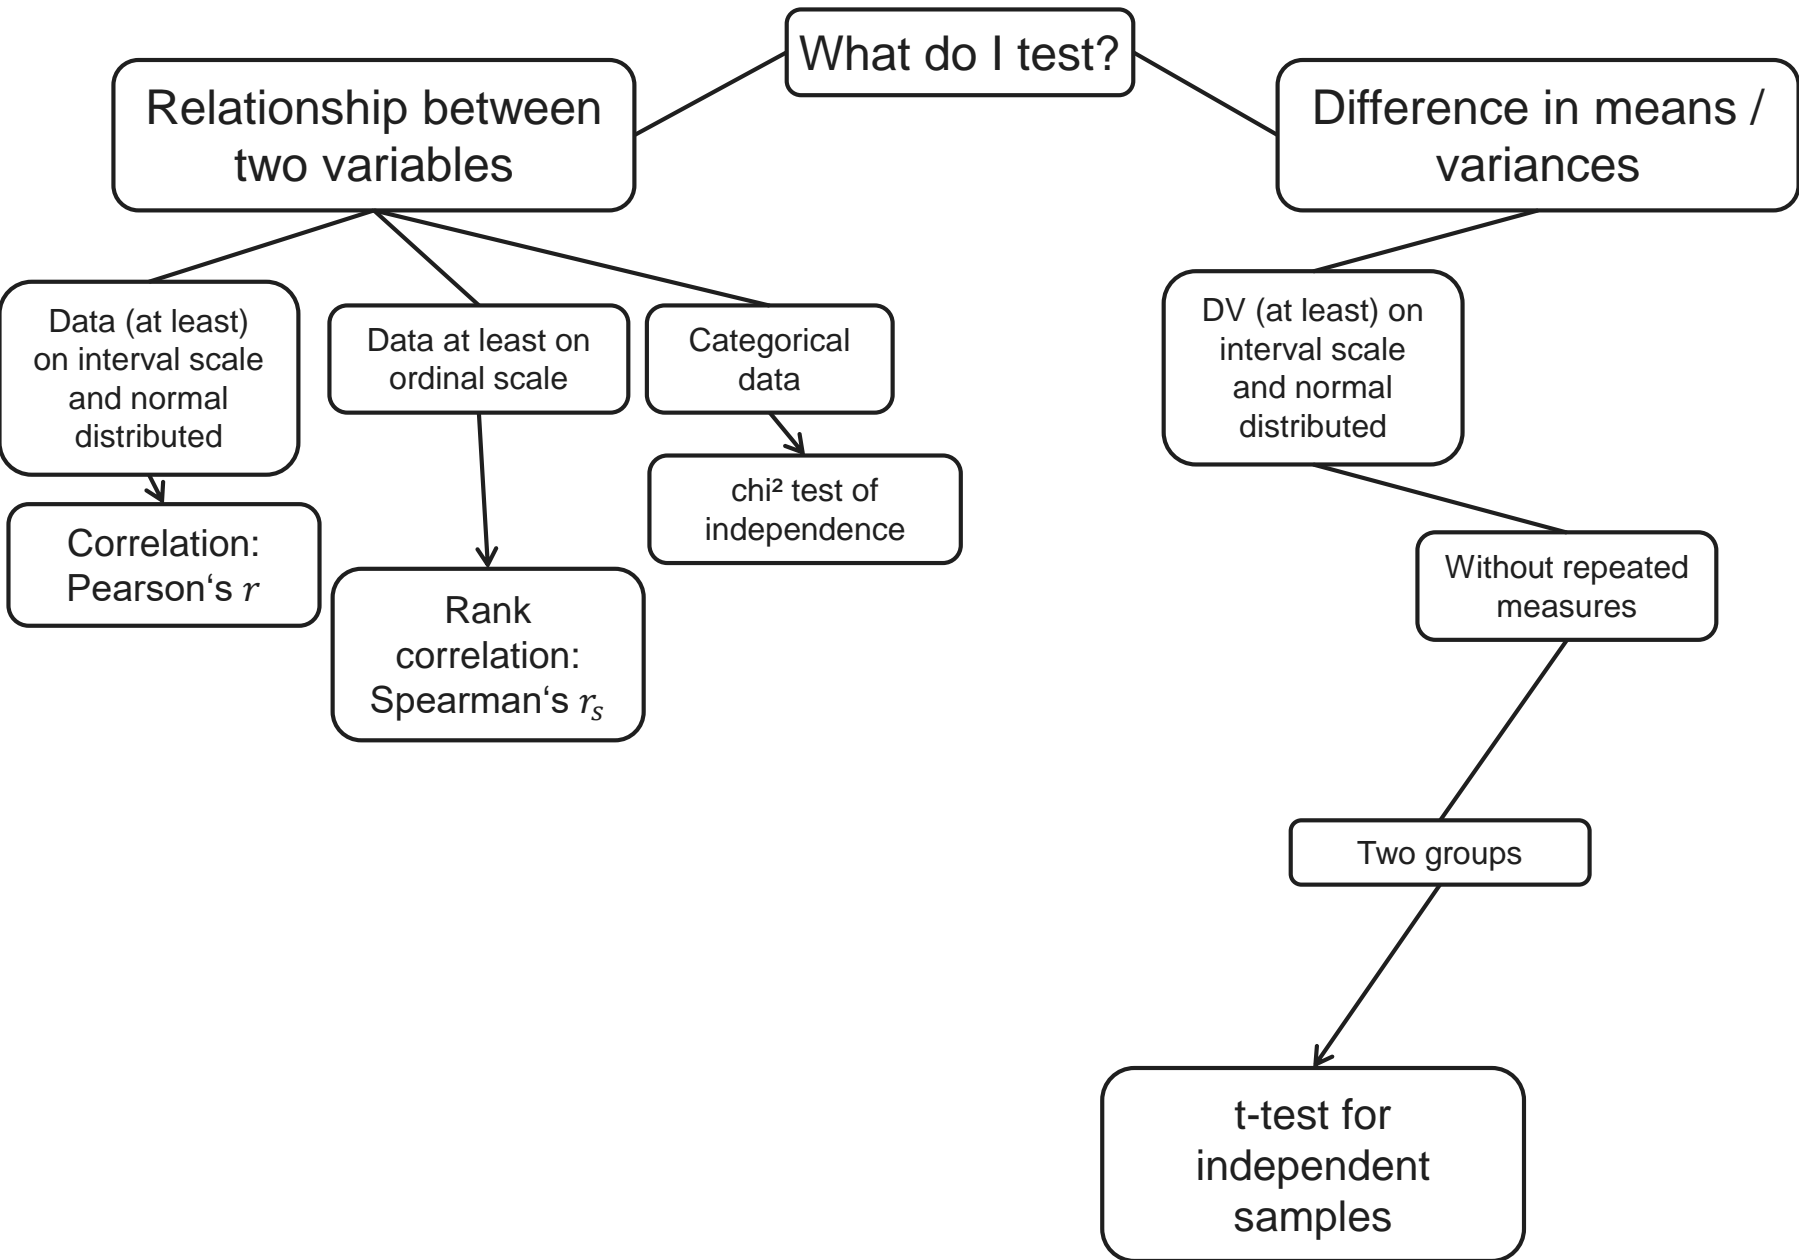 What do I test?
Relationship between
two variables
Difference in means /
variances
Data (at least)
on interval scale
and normal
distributed
Data at least on
ordinal scale
Categorical
data
DV (at least) on
interval scale
and normal
distributed
Correlation:
Pearson‘s r
Rank
correlation:
Spearman‘s rₛ
chi² test of
independence
Without repeated
measures
Two groups
t-test for
independent
samples